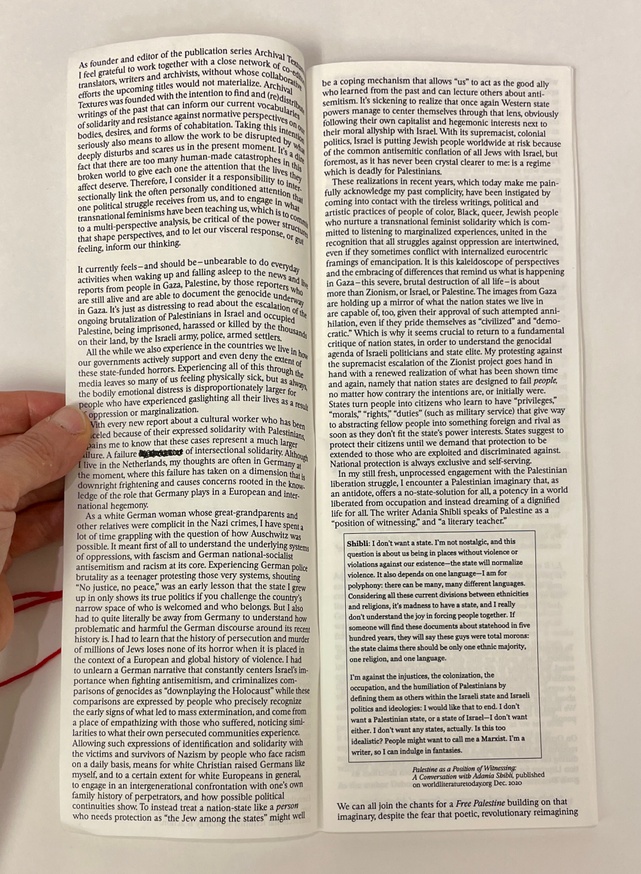 As founder and editor of the publication series Archival Textures
I feel grateful to work together with a close network of co-editors,
translators, writers and archivists, without whose collaborative
efforts the upcoming titles would not materialize. Archival
Textures was founded with the intention to find and (re)distribute
writings of the past that can inform our current vocabularies
of solidarity and resistance against normative perspectives on
bodies, desires, and forms of cohabitation. Taking this intention
seriously also means to allow the work to be disrupted by what
deeply disturbs and scares us in the present moment. It's a dire
fact that there are too many human-made catastrophes in this
broken world to give each one the attention that the lives they
affect deserve. Therefore, I consider it a responsibility to inter-
sectionally link the often personally conditioned attention that
one political struggle receives from us, and to engage in what
transnational feminisms have been teaching us, which is to commit
to a multi-perspective analysis, be critical of the power structures
that shape perspectives, and to let our visceral response, or gut
feeling, inform our thinking.
It currently feels–and should be–unbearable to do everyday
activities when waking up and falling asleep to the news and live
reports from people in Gaza, Palestine, by those reporters who
are still alive and are able to document the genocide underway
in Gaza. It's just as distressing to read about the escalation of the
ongoing brutalization of Palestinians in Israel and occupied
Palestine, being imprisoned, harassed or killed by the thousands
on their land, by the Israeli army, police, armed settlers.
All the while we also experience in the countries we live in how
our governments actively support and even deny the extent of
these state-funded horrors. Experiencing all of this through the
media leaves so many of us feeling physically sick, but as always,
the bodily emotional distress is disproportionately larger for
people who have experienced gaslighting all their lives as a result
of oppression or marginalization.
With every new report about a cultural worker who has been
canceled because of their expressed solidarity with Palestinians,
pains me to know that these cases represent a much larger
failure. A failure of intersectional solidarity. Although
I live in the Netherlands, my thoughts are often in Germany at
the moment, where this failure has taken on a dimension that is
downright frightening and causes concern rooted in the know-
ledge of the role that Germany plays in a European and inter-
national hegemony.
As a white German woman whose great-grandparents and
other relatives were complicit in the Nazi crimes, I have spent a
lot of time grappling with the question of how Auschwitz was
possible. It meant first of all to understand the underlying systems
of oppressions, with fascism and German national-socialist
antisemitism and racism at its core. Experiencing German police
brutality as a teenager protesting those very systems, shouting
"No justice, no peace," was an early lesson that the state I grew
up in only shows its true politics if you challenge the country's
narrow space of who is welcomed and who belongs. But I also
had to quite literally be away from Germany to understand how
problematic and harmful the German discourse around its recent
history is. I had to learn that the history of persecution and murder
of millions of Jews loses none of its horror when it is placed in
the context of a European and global history of violence. I had
to unlearn a German narrative that constantly centers Israel's im-
portance when fighting antisemitism, and criminalizes com-
parisons of genocides as "downplaying the Holocaust" while these
comparisons are expressed by people who precisely recognize
the early signs of what led to mass extermination, and come from
a place of empathizing with those who suffered, noticing simi-
larities to what their own persecuted communities experience.
Allowing such expressions of identification and solidarity with
the victims and survivors of Nazism by people who face racism
on a daily basis, means for white Christian raised Germans like
myself, and to a certain extent for white Europeans in general,
to engage in an intergenerational confrontation with one's own
family history of perpetrators, and how possible political
continuities show. To instead treat a nation-state like a person
who needs protection as "the Jew among the states" might well
be a coping mechanism that allows "us" to act as the good ally
who learned from the past and can lecture others about anti-
semitism. It's sickening to realize that once again Western state
powers manage to center themselves through that lens, obviously
following their own capitalist and hegemonic interests next to
their moral allyship with Israel. With its supremacist, colonial
politics, Israel is putting Jewish people worldwide at risk because
of the common antisemitic conflation of all Jews with Israel, but
foremost, as it has never been crystal clearer to me: is a regime
which is deadly for Palestinians.
These realizations in recent years, which today make me pain-
fully acknowledge my past complicity, have been instigated by
coming into contact with the tireless writings, political and
artistic practices of people of color, Black, queer, Jewish people
who nurture a transnational feminist solidarity which is com-
mitted to listening to marginalized experiences, united in the
recognition that all struggles against oppression are intertwined,
even if they sometimes conflict with internalized eurocentric
framings of emancipation. It is this kaleidoscope of perspectives
and the embracing of differences that remind us what is happening
in Gaza–this severe, brutal destruction of all life–is about
more than Zionism, or Israel, or Palestine. The images from Gaza
are holding up a mirror of what the nation states we live in
are capable of, too, given their approval of such attempted anni-
hilation, even if they pride themselves as "civilized" and "demo-
cratic." Which is why it seems crucial to return to a fundamental
critique of nation states, in order to understand the genocidal
agenda of Israeli politicians and state elite. My protesting against
the supremacist escalation of the Zionist project goes hand in
hand with a renewed realization of what has been shown time
and again, namely that nation states are designed to fail people,
no matter how contrary the intentions are, or initially were.
States turn people into citizens who learn to have "privileges,"
"morals," "rights," "duties" (such as military service) that give way
to abstracting fellow people into something foreign and rival as
soon as they don't fit the state's power interests. States suggest to
protect their citizens until we demand that protection to be
extended to those who are exploited and discriminated against.
National protection is always exclusive and self-serving.
In my still fresh, unprocessed engagement with the Palestinian
liberation struggle, I encounter a Palestinian imaginary that, as
an antidote, offers a no-state-solution for all, a potency in a world
liberated from occupation and instead dreaming of a dignified
life for all. The writer Adania Shibli speaks of Palestine as a
"position of witnessing," and "a literary teacher."
Shibli: I don't want a state. I'm not nostalgic, and this
question is about us being in places without violence or
violations against our existence—the state will normalize
violence. It also depends on one language—I am for
polyphony: there can be many, many different languages.
Considering all these current divisions between ethnicities
and religions, it's madness to have a state, and I really
don't understand the joy in forcing people together. If
someone will find these documents about statehood in five
hundred years, they will say these guys were total morons:
the state claims there should be only one ethnic majority,
one religion, and one language.
I'm against the injustices, the colonization, the
occupation, and the humiliation of Palestinians by
defining them as others within the Israeli state and Israeli
politics and ideologies: I would like that to end. I don't
want a Palestinian state, or a state of Israel—I don't want
either. I don't want any states, actually. Is this too
idealistic? People might want to call me a Marxist. I'm a
writer, so I can indulge in fantasies.
Palestine as a Position of Witnessing:
A Conversation with Adania Shibli, published
on worldliteraturetoday.org Dec. 2020
We can all join the chants for a Free Palestine building on that
imaginary, despite the fear that poetic, revolutionary reimagining